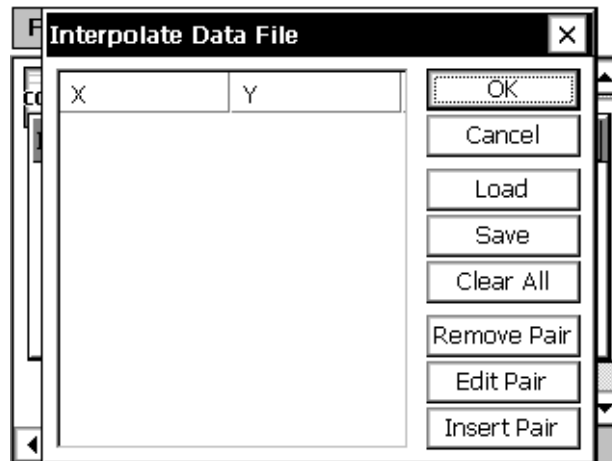 F
Interpolate Data File
X Y
OK
Cancel
Load
Save
Clear All
Remove Pair
Edit Pair
Insert Pair